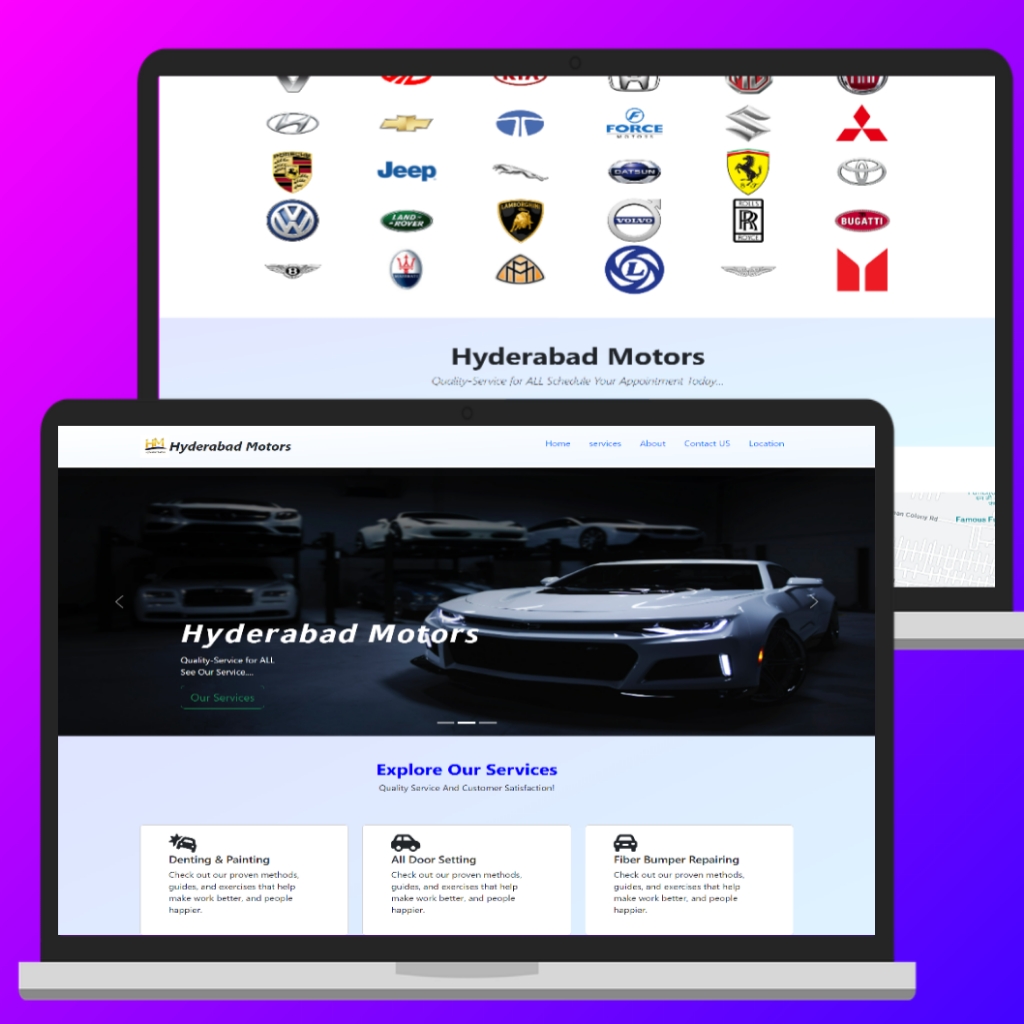 KIA
FORCE
MOTORS
Jeep
DATSUN
LAND-
ROVER
LAMBORGHINI
VOLVO
ROLLS
RR
ROYCE
BUGATTI
B
L
Hyderabad Motors
Quality-Service for ALL Schedule Your Appointment Today...
HM
Hyderabad Motors
Home
services
About
Contact US
Location
Famous
Hyderabad Motors
Quality-Service for ALL
See Our Service....
Our Services
Explore Our Services
Quality Service And Customer Satisfaction!
Denting & Painting
Check out our proven methods,
guides, and exercises that help
make work better, and people
happier.
All Door Setting
Check out our proven methods,
guides, and exercises that help
make work better, and people
happier.
Fiber Bumper Repairing
Check out our proven methods,
guides, and exercises that help
make work better, and people
happier.